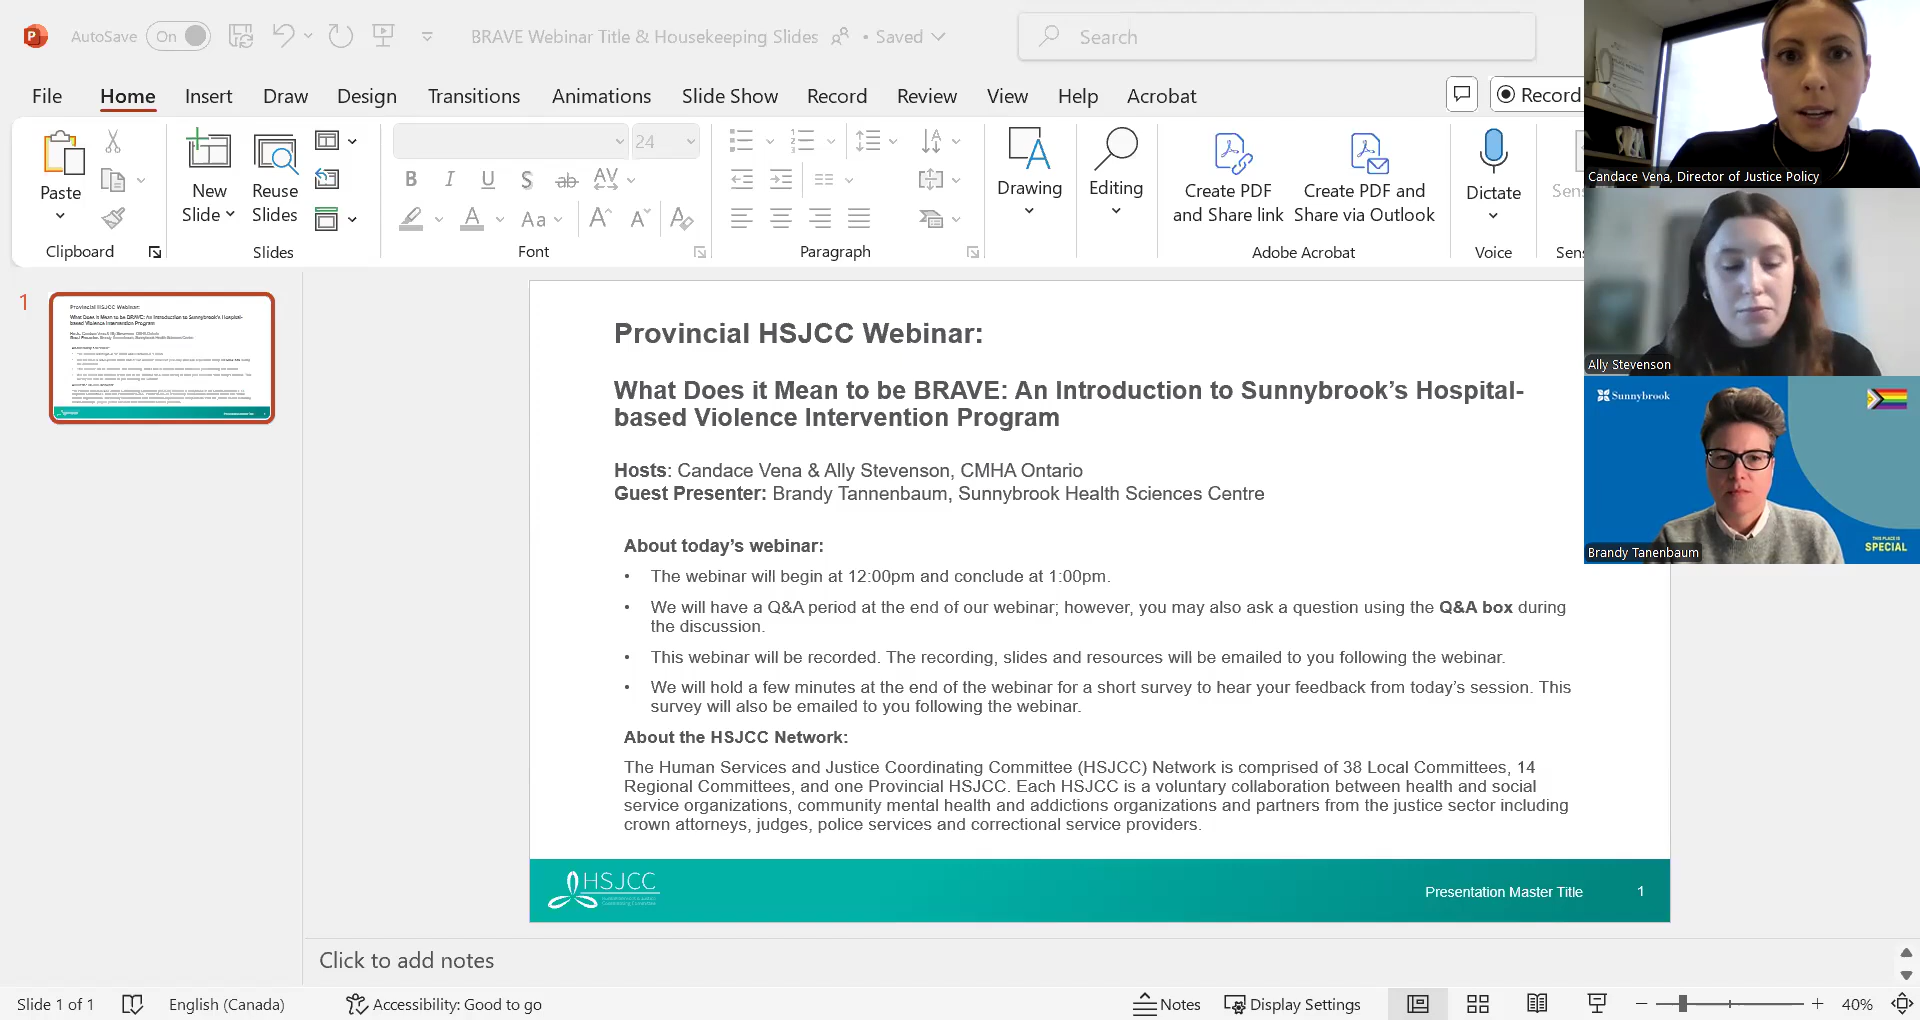 AutoSave
On
BRAVE Webinar Title & Housekeeping Slides
• Saved
Search
File
Home
Insert
Draw
Design
Transitions
Animations
Slide Show
Record
Review
View
Help
Acrobat
Record
Paste
New
Slide
Reuse
Slides
24
Drawing
Editing
Create PDF
and Share link
Create PDF and
Share via Outlook
Dictate
Clipboard
Slides
Font
Paragraph
Adobe Acrobat
Voice
Candace Vena, Director of Justice Policy
Ally Stevenson
Sunnybrook
THIS PLACE IS
SPECIAL
Brandy Tanenbaum
1
Provincial HSJCC Webinar:
What Does it Mean to be BRAVE: An Introduction to Sunnybrook’s Hospital-
based Violence Intervention Program
Hosts: Candace Vena & Ally Stevenson, CMHA Ontario
Guest Presenter: Brandy Tannenbaum, Sunnybrook Health Sciences Centre
About today’s webinar:
• The webinar will begin at 12:00pm and conclude at 1:00pm.
• We will have a Q&A period at the end of our webinar; however, you may also ask a question using the Q&A box during
the discussion.
• This webinar will be recorded. The recording, slides and resources will be emailed to you following the webinar.
• We will hold a few minutes at the end of the webinar for a short survey to hear your feedback from today’s session. This
survey will also be emailed to you following the webinar.
About the HSJCC Network:
The Human Services and Justice Coordinating Committee (HSJCC) Network is comprised of 38 Local Committees, 14
Regional Committees, and one Provincial HSJCC. Each HSJCC is a voluntary collaboration between health and social
service organizations, community mental health and addictions organizations and partners from the justice sector including
crown attorneys, judges, police services and correctional service providers.
HSJCC
Presentation Master Title
1
Click to add notes
Slide 1 of 1
English (Canada)
Accessibility: Good to go
Notes
Display Settings
40%